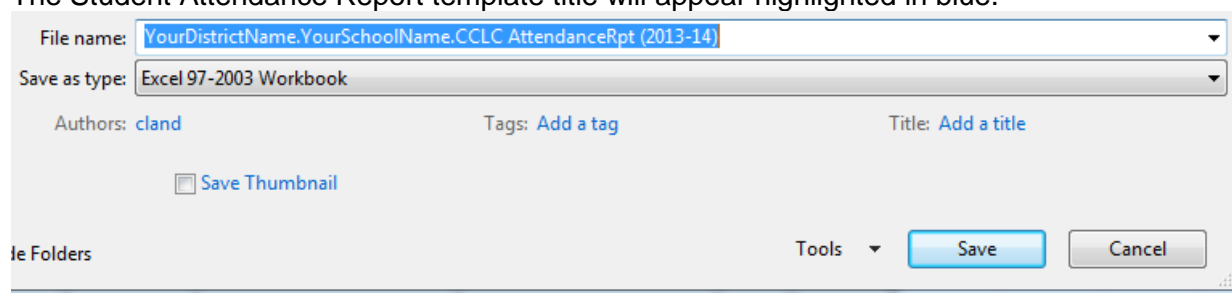 The Student Attendance Report template title will appear highlighted in blue.
File name: YourDistrictName.YourSchoolName.CCLC AttendanceRpt (2013-14)
Save as type: Excel 97-2003 Workbook
Authors: cland Tags: Add a tag Title: Add a title
Save Thumbnail
Folders Tools Save Cancel